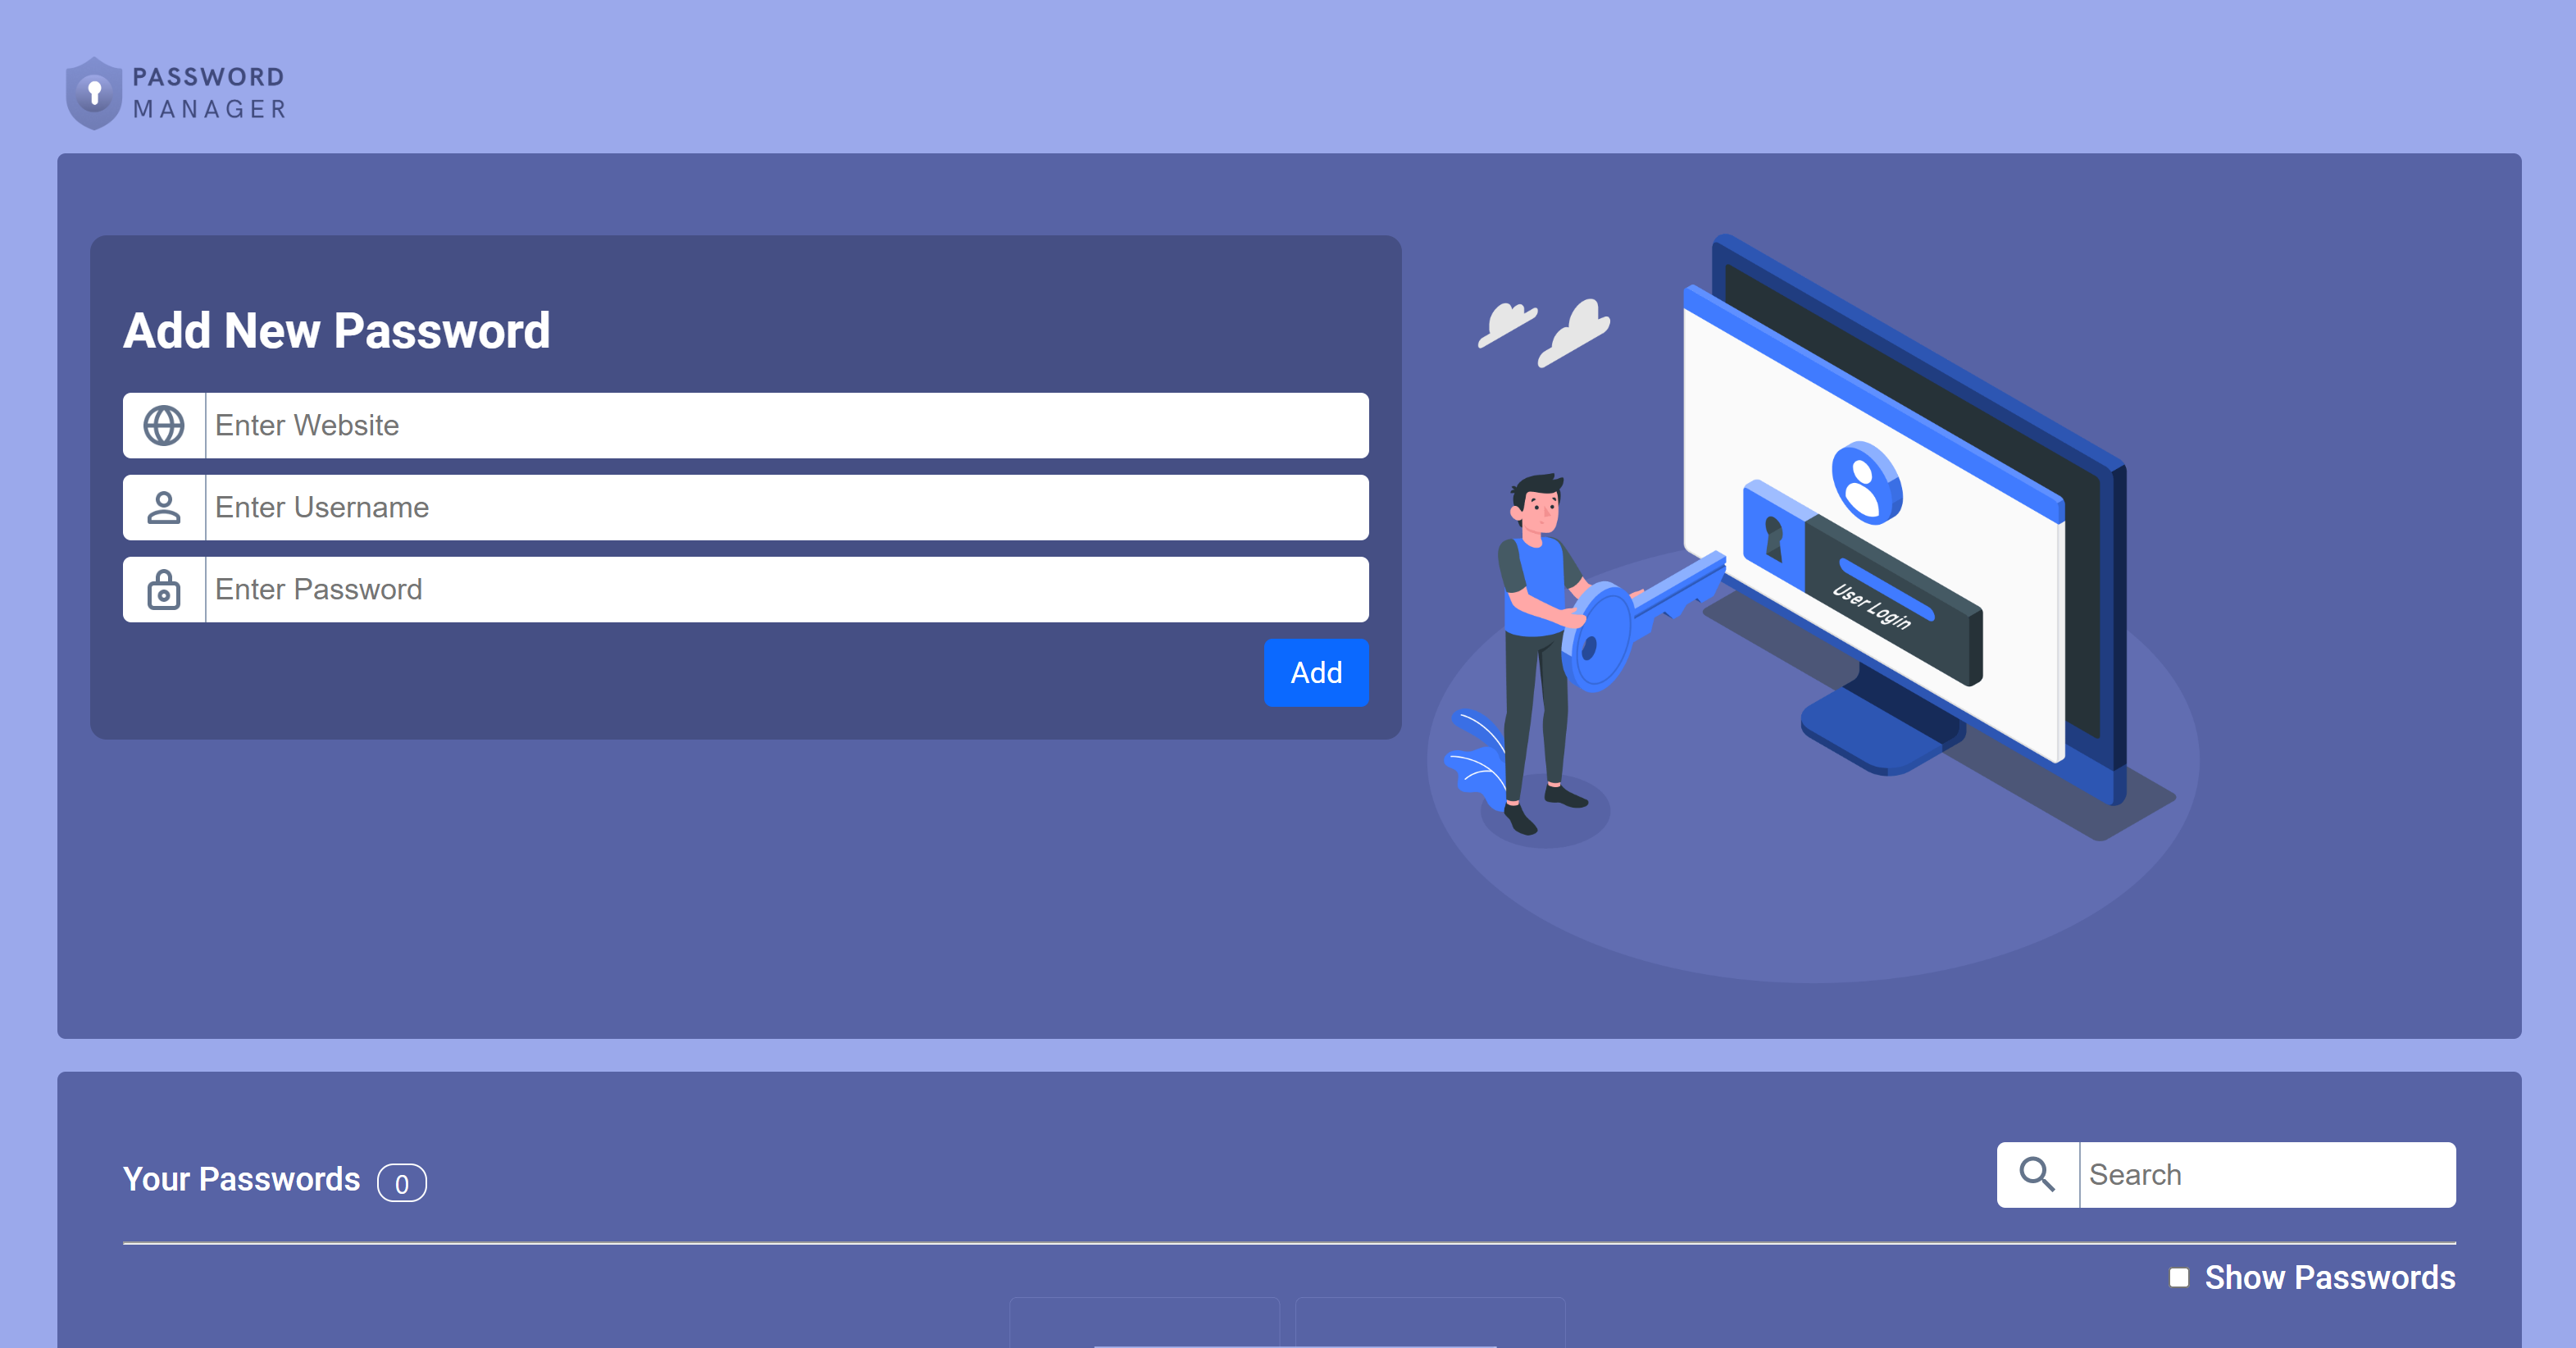 PASSWORD
MANAGER
Add New Password
Enter Website
Enter Username
Enter Password
Add
User Login
Your Passwords 0
Search
Show Passwords